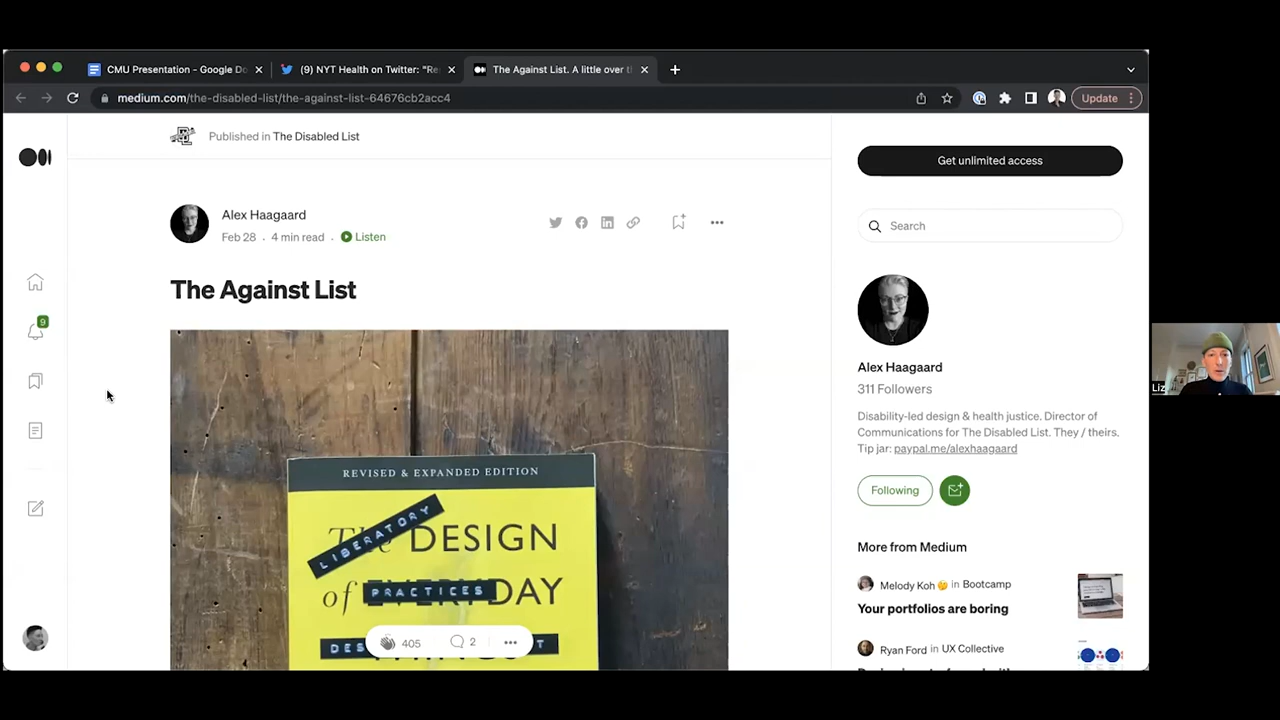 CMU Presentation - Google Do
(9) NYT Health on Twitter: "Re
The Against List. A little over t
medium.com/the-disabled-list/the-against-list-64676cb2acc4
Update
Published in The Disabled List
Alex Haagaard
Feb 28 · 4 min read · Listen
The Against List
REVISED & EXPANDED EDITION
LIBERATORY
The DESIGN
of EVERYDAY
PRACTICES
DES
T
405
2
9
Get unlimited access
Search
Alex Haagaard
311 Followers
Disability-led design & health justice. Director of
Communications for The Disabled List. They / theirs.
Tip jar: paypal.me/alexhaagaard
Following
More from Medium
Melody Koh 🤔 in Bootcamp
Your portfolios are boring
Ryan Ford in UX Collective
Liz